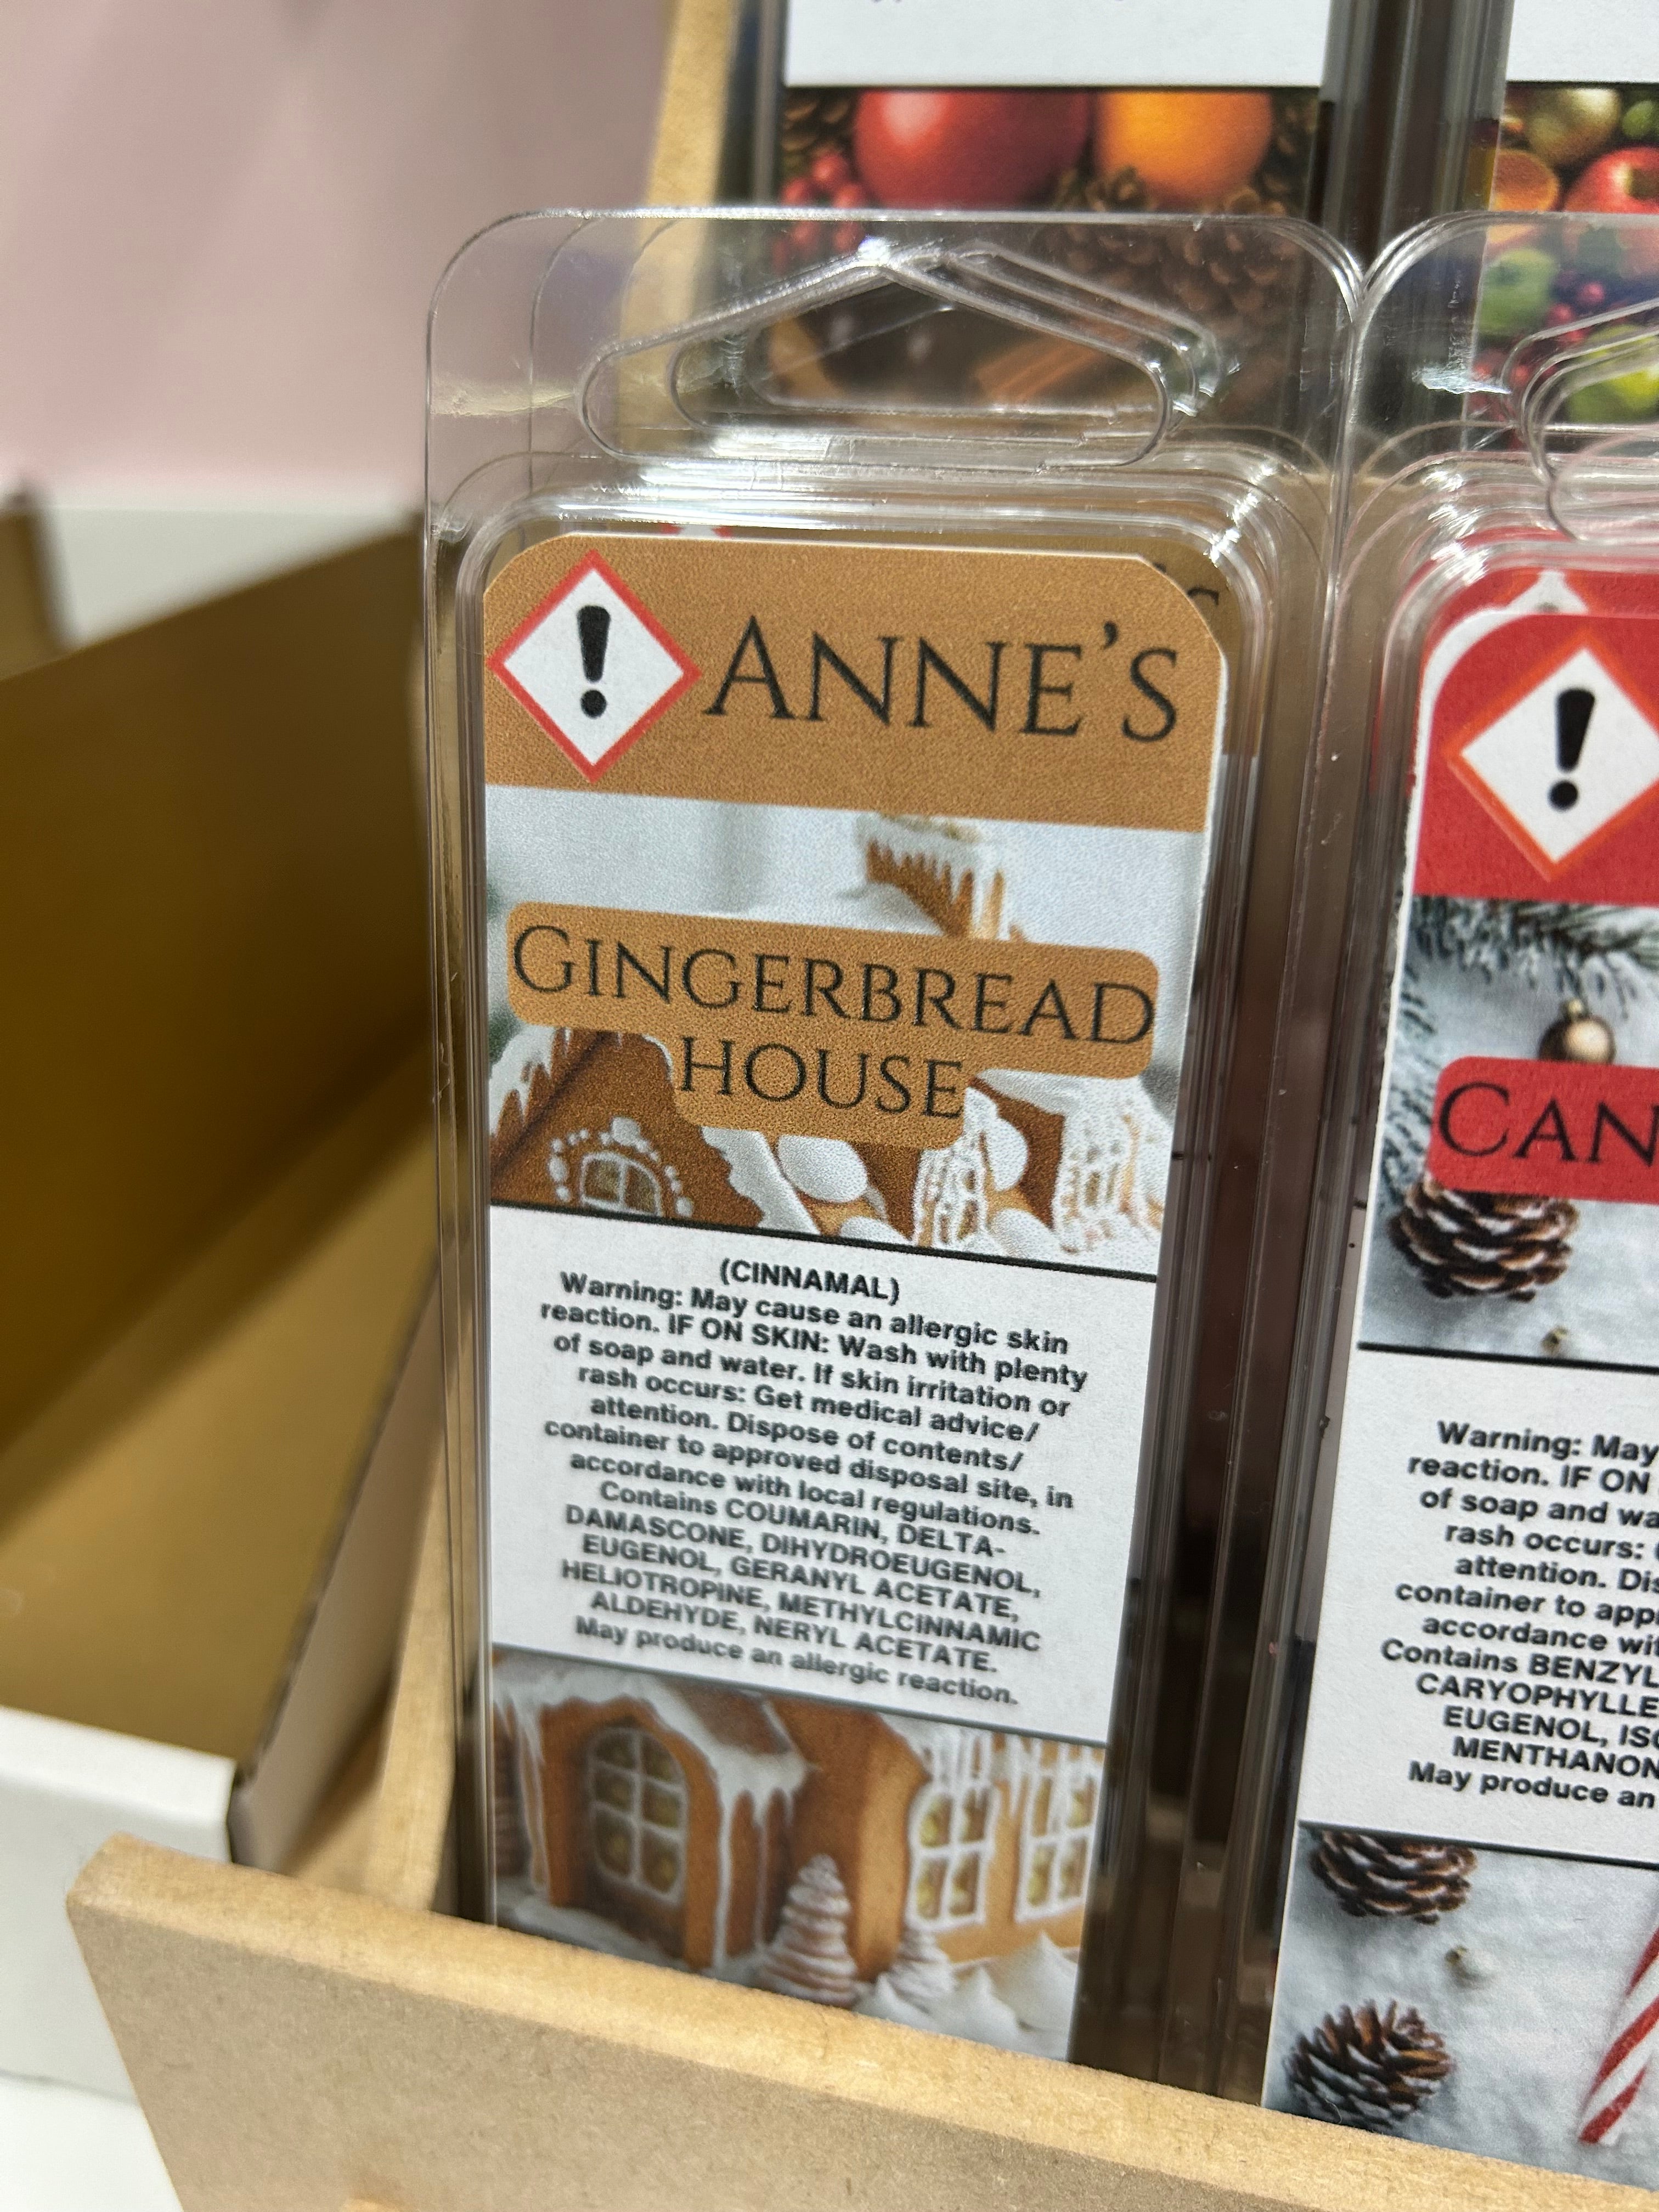 ANNE'S
GINGERBREAD
HOUSE
(CINNAMAL)
Warning: May cause an allergic skin
reaction. IF ON SKIN: Wash with plenty
of soap and water. If skin irritation or
rash occurs: Get medical advice/
attention. Dispose of contents/
container to approved disposal site, in
accordance with local regulations.
Contains COUMARIN, DELTA-
DAMASCONE, DIHYDROEUGENOL,
EUGENOL, GERANYL ACETATE,
HELIOTROPINE, METHYLCINNAMIC
ALDEHYDE, NERYL ACETATE.
May produce an allergic reaction.
CAN
Warning: May
reaction. IF ON
of soap and wa
rash occurs:
attention. Dis
container to app
accordance wit
Contains BENZYL
CARYOPHYLLE
EUGENOL, ISO
MENTHANON
May produce an